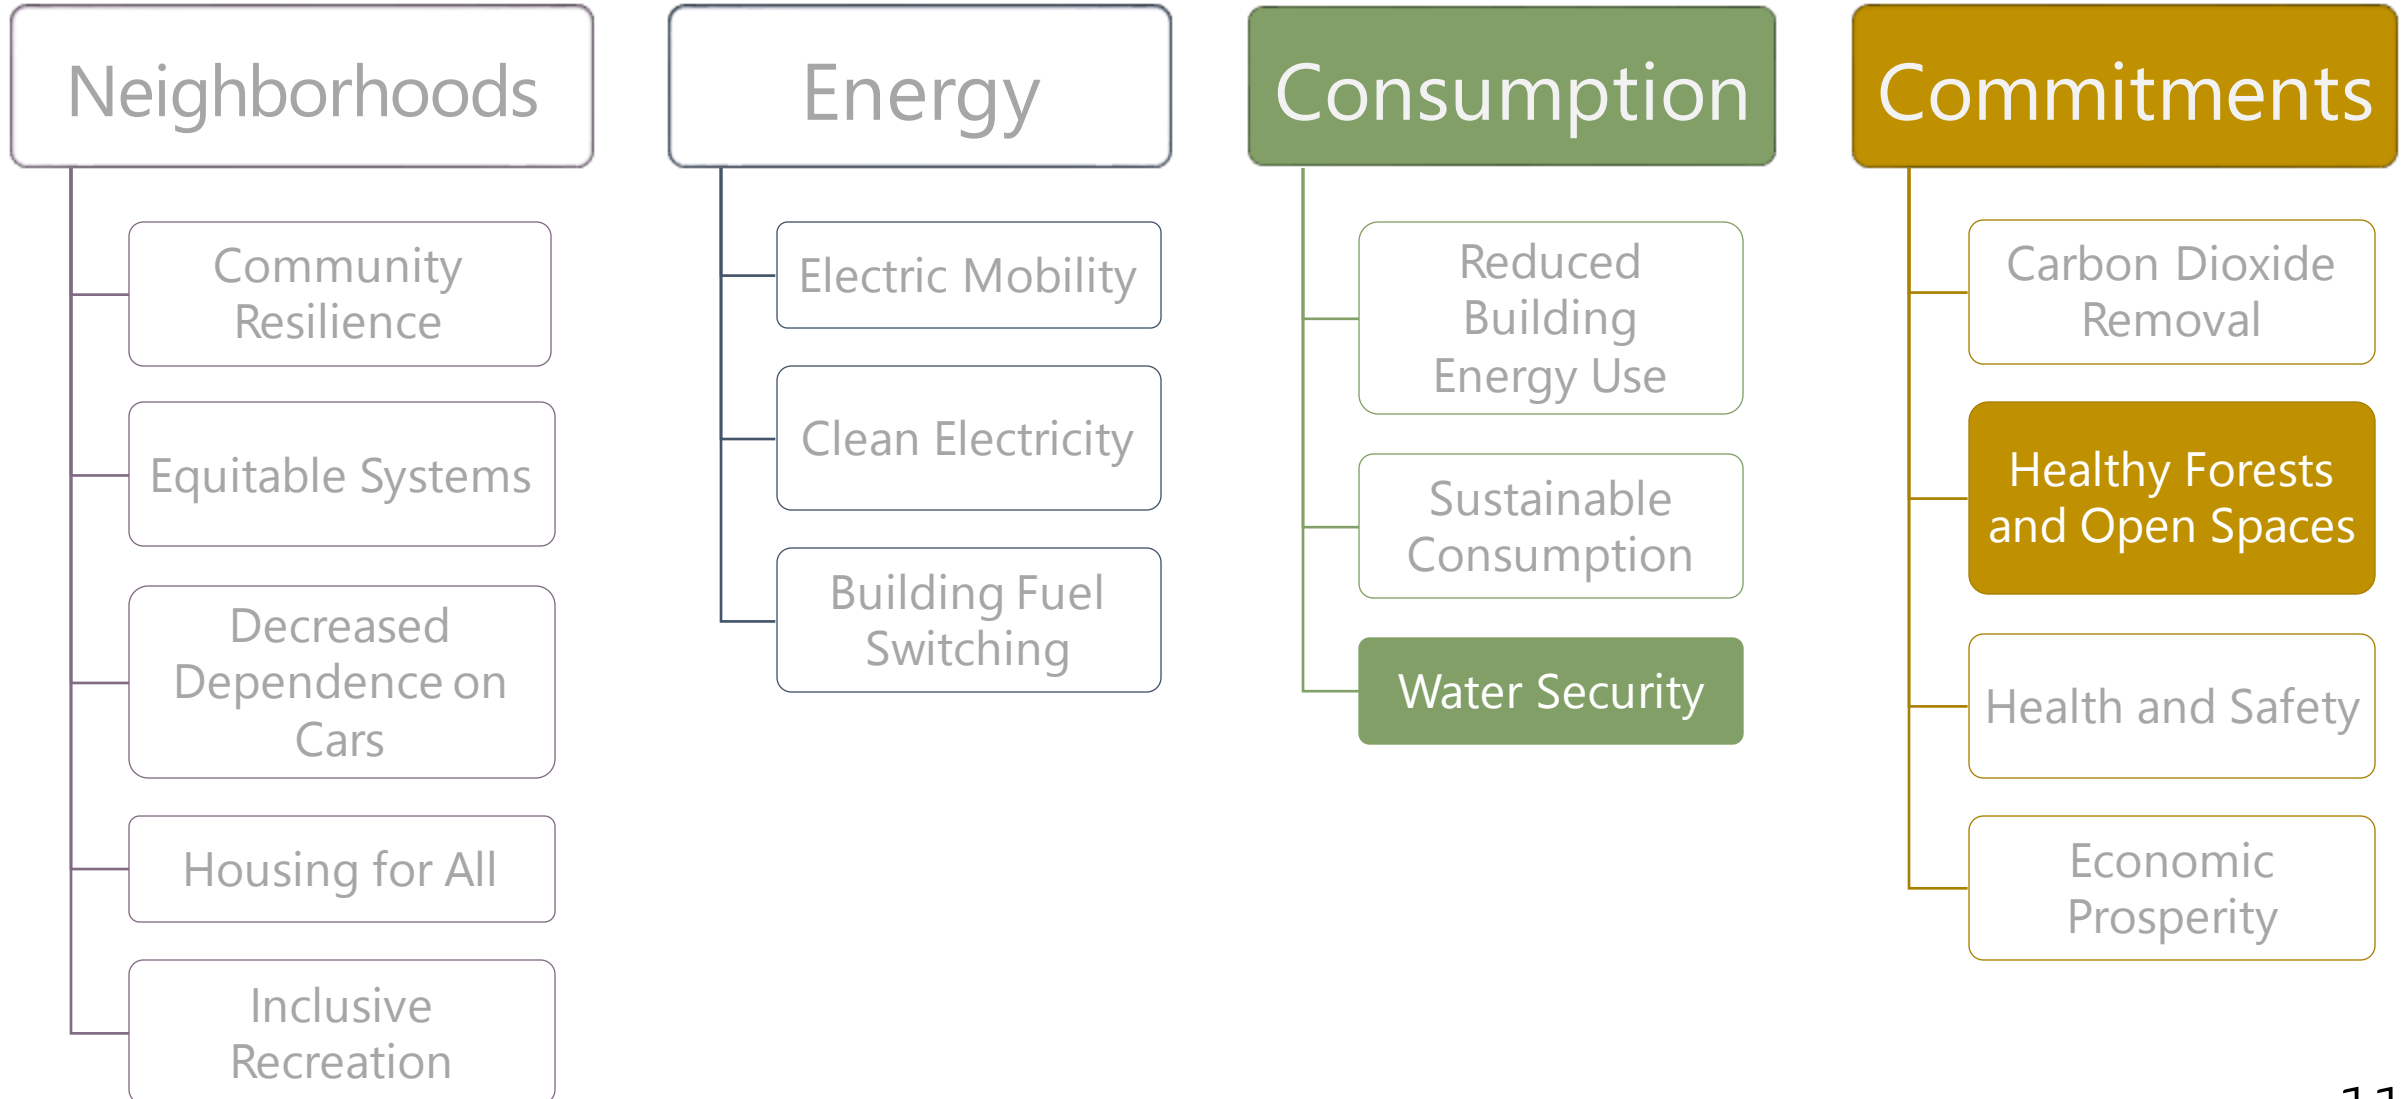 Neighborhoods
Community
Resilience
Equitable Systems
Decreased
Dependence on
Cars
Housing for All
Inclusive
Recreation
Energy
Electric Mobility
Clean Electricity
Building Fuel
Switching
Consumption
Reduced
Building
Energy Use
Sustainable
Consumption
Water Security
Commitments
Carbon Dioxide
Removal
Healthy Forests
and Open Spaces
Health and Safety
Economic
Prosperity
11